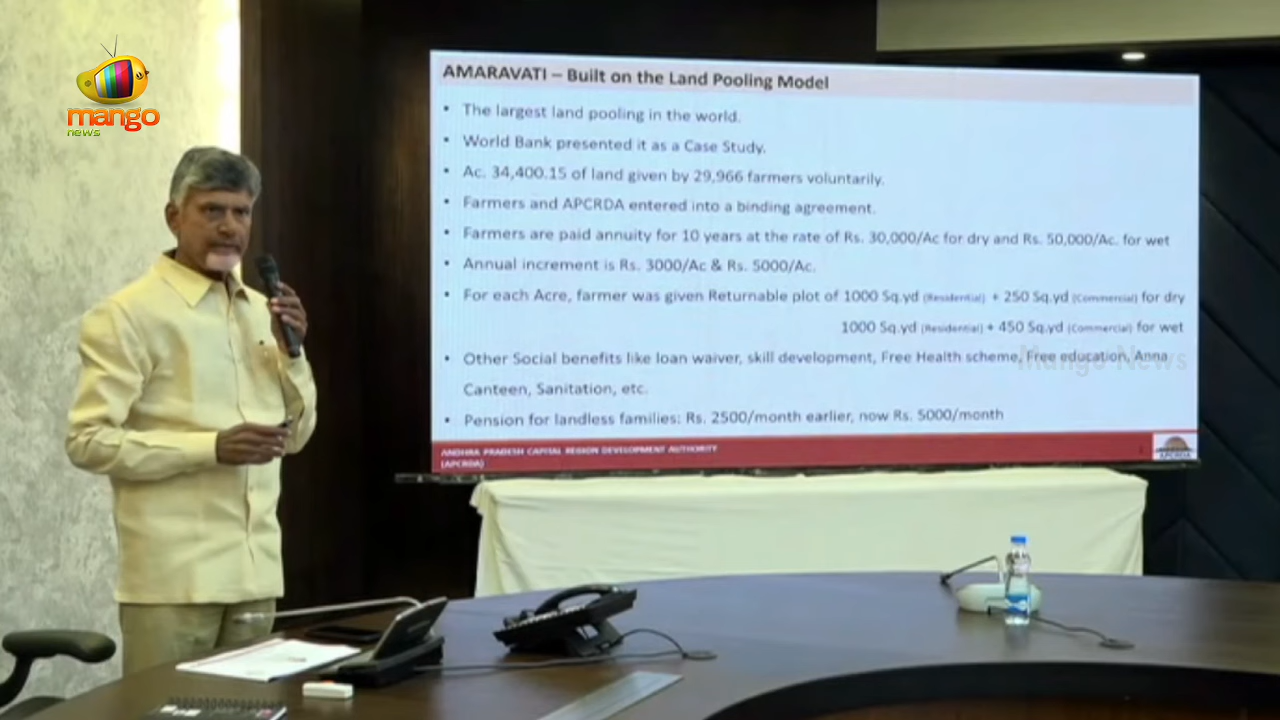 mango
news
AMARAVATI – Built on the Land Pooling Model
• The largest land pooling in the world.
• World Bank presented it as a Case Study.
• Ac. 34,400.15 of land given by 29,966 farmers voluntarily.
• Farmers and APCRDA entered into a binding agreement.
• Farmers are paid annuity for 10 years at the rate of Rs. 30,000/Ac for dry and Rs. 50,000/Ac. for wet
• Annual increment is Rs. 3000/Ac & Rs. 5000/Ac.
• For each Acre, farmer was given Returnable plot of 1000 Sq.yd (Residential) + 250 Sq.yd (Commercial) for dry
1000 Sq.yd (Residential) + 450 Sq.yd (Commercial) for wet
• Other Social benefits like loan waiver, skill development, Free Health scheme, Free education, Anna
Mango News
Canteen, Sanitation, etc.
• Pension for landless families: Rs. 2500/month earlier, now Rs. 5000/month
ANDHRA PRADESH CAPITAL REGION DEVELOPMENT AUTHORITY
(APCRDA)
APCRDA